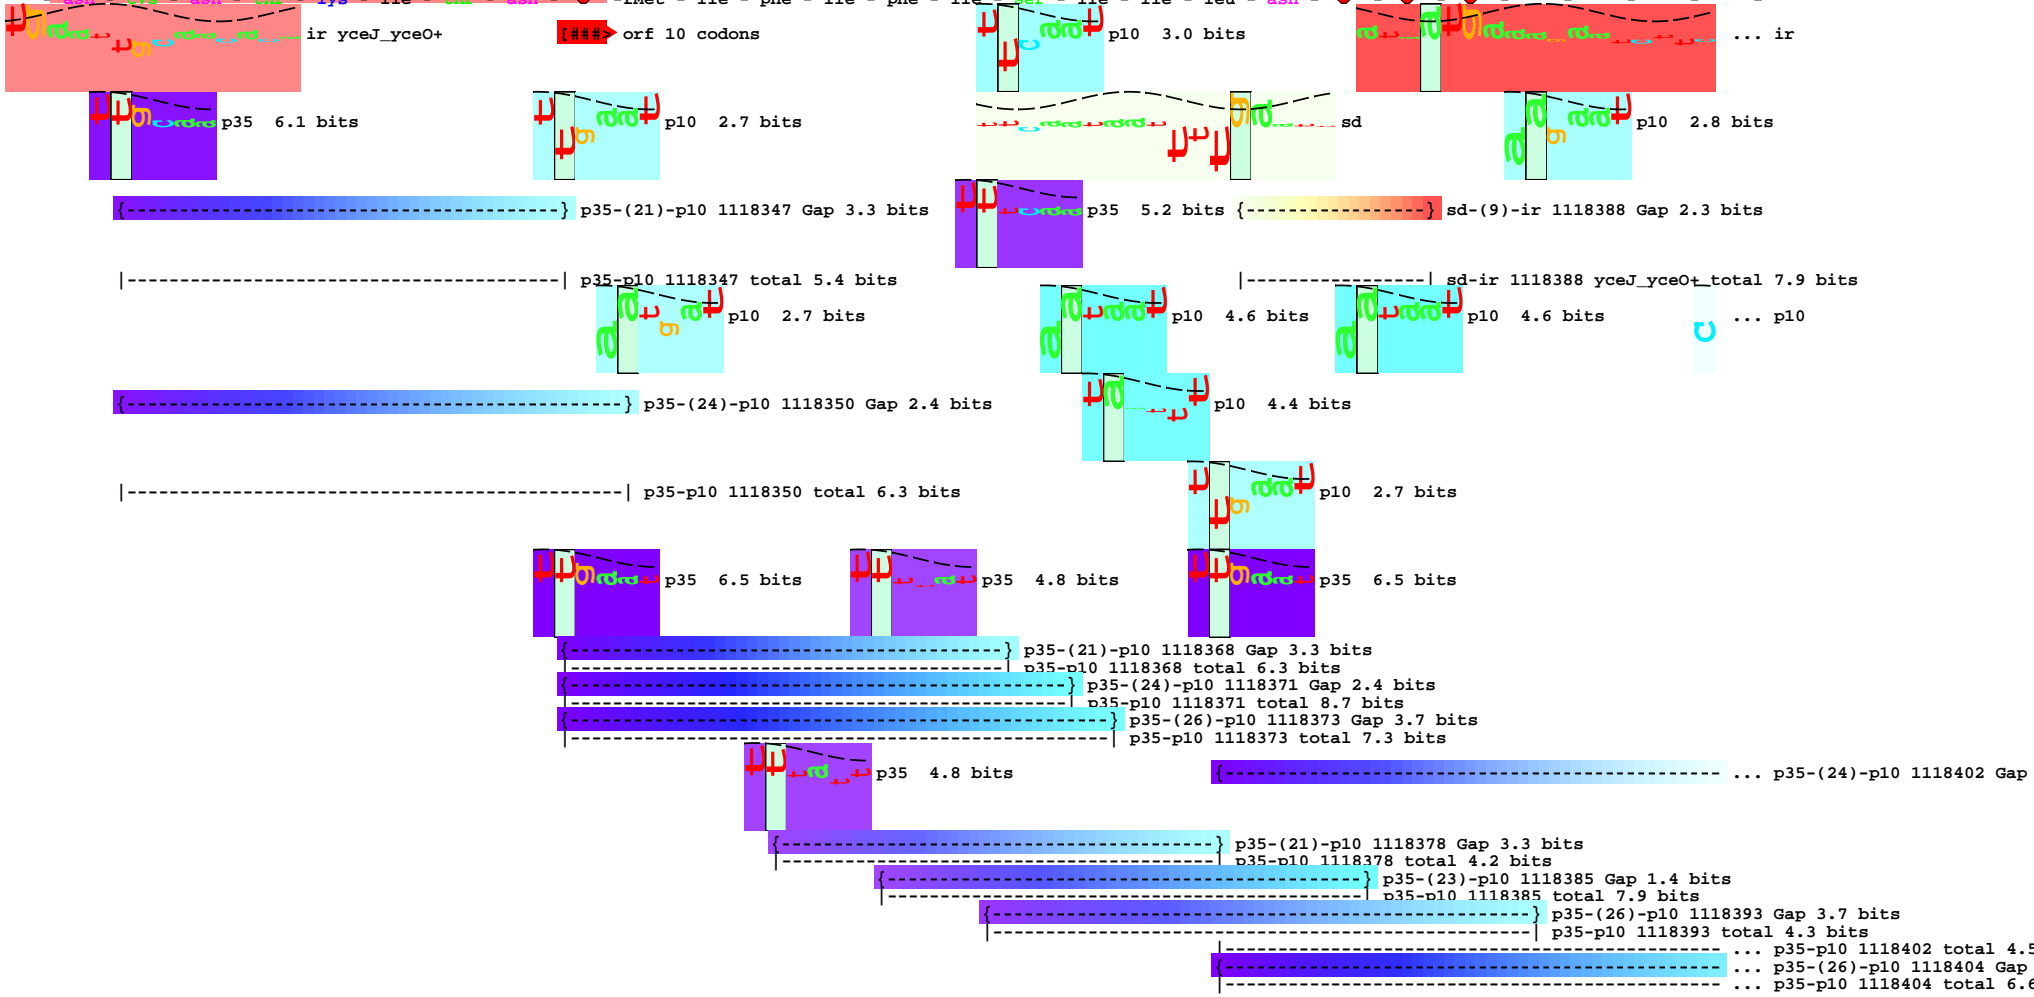 ir yceJ_yceO+
[###> orf 10 codons
p10 3.0 bits
... ir
p35 6.1 bits
p10 2.7 bits
sd
p10 2.8 bits
{------------------------------------------} p35-(21)-p10 1118347 Gap 3.3 bits
p35 5.2 bits
{-----------------} sd-(9)-ir 1118388 Gap 2.3 bits
|------------------------------------------| p35-p10 1118347 total 5.4 bits
|-----------------| sd-ir 1118388 yceJ_yceO+ total 7.9 bits
p10 2.7 bits
p10 4.6 bits
p10 4.6 bits
... p10
{------------------------------------------------} p35-(24)-p10 1118350 Gap 2.4 bits
p10 4.4 bits
|------------------------------------------------| p35-p10 1118350 total 6.3 bits
p10 2.7 bits
p35 6.5 bits
p35 4.8 bits
p35 6.5 bits
{------------------------------------------} p35-(21)-p10 1118368 Gap 3.3 bits
|------------------------------------------| p35-p10 1118368 total 6.3 bits
{------------------------------------------------} p35-(24)-p10 1118371 Gap 2.4 bits
|------------------------------------------------| p35-p10 1118371 total 8.7 bits
{----------------------------------------------------} p35-(26)-p10 1118373 Gap 3.7 bits
|----------------------------------------------------| p35-p10 1118373 total 7.3 bits
p35 4.8 bits
{------------------------------------------------ ... p35-(24)-p10 1118402 Gap
{------------------------------------------} p35-(21)-p10 1118378 Gap 3.3 bits
|------------------------------------------| p35-p10 1118378 total 4.2 bits
{----------------------------------------------} p35-(23)-p10 1118385 Gap 1.4 bits
|----------------------------------------------| p35-p10 1118385 total 7.9 bits
{----------------------------------------------------} p35-(26)-p10 1118393 Gap 3.7 bits
|----------------------------------------------------| p35-p10 1118393 total 4.3 bits
|------------------------------------------------ ... p35-p10 1118402 total 4.5
{------------------------------------------------ ... p35-(26)-p10 1118404 Gap
|------------------------------------------------ ... p35-p10 1118404 total 6.6